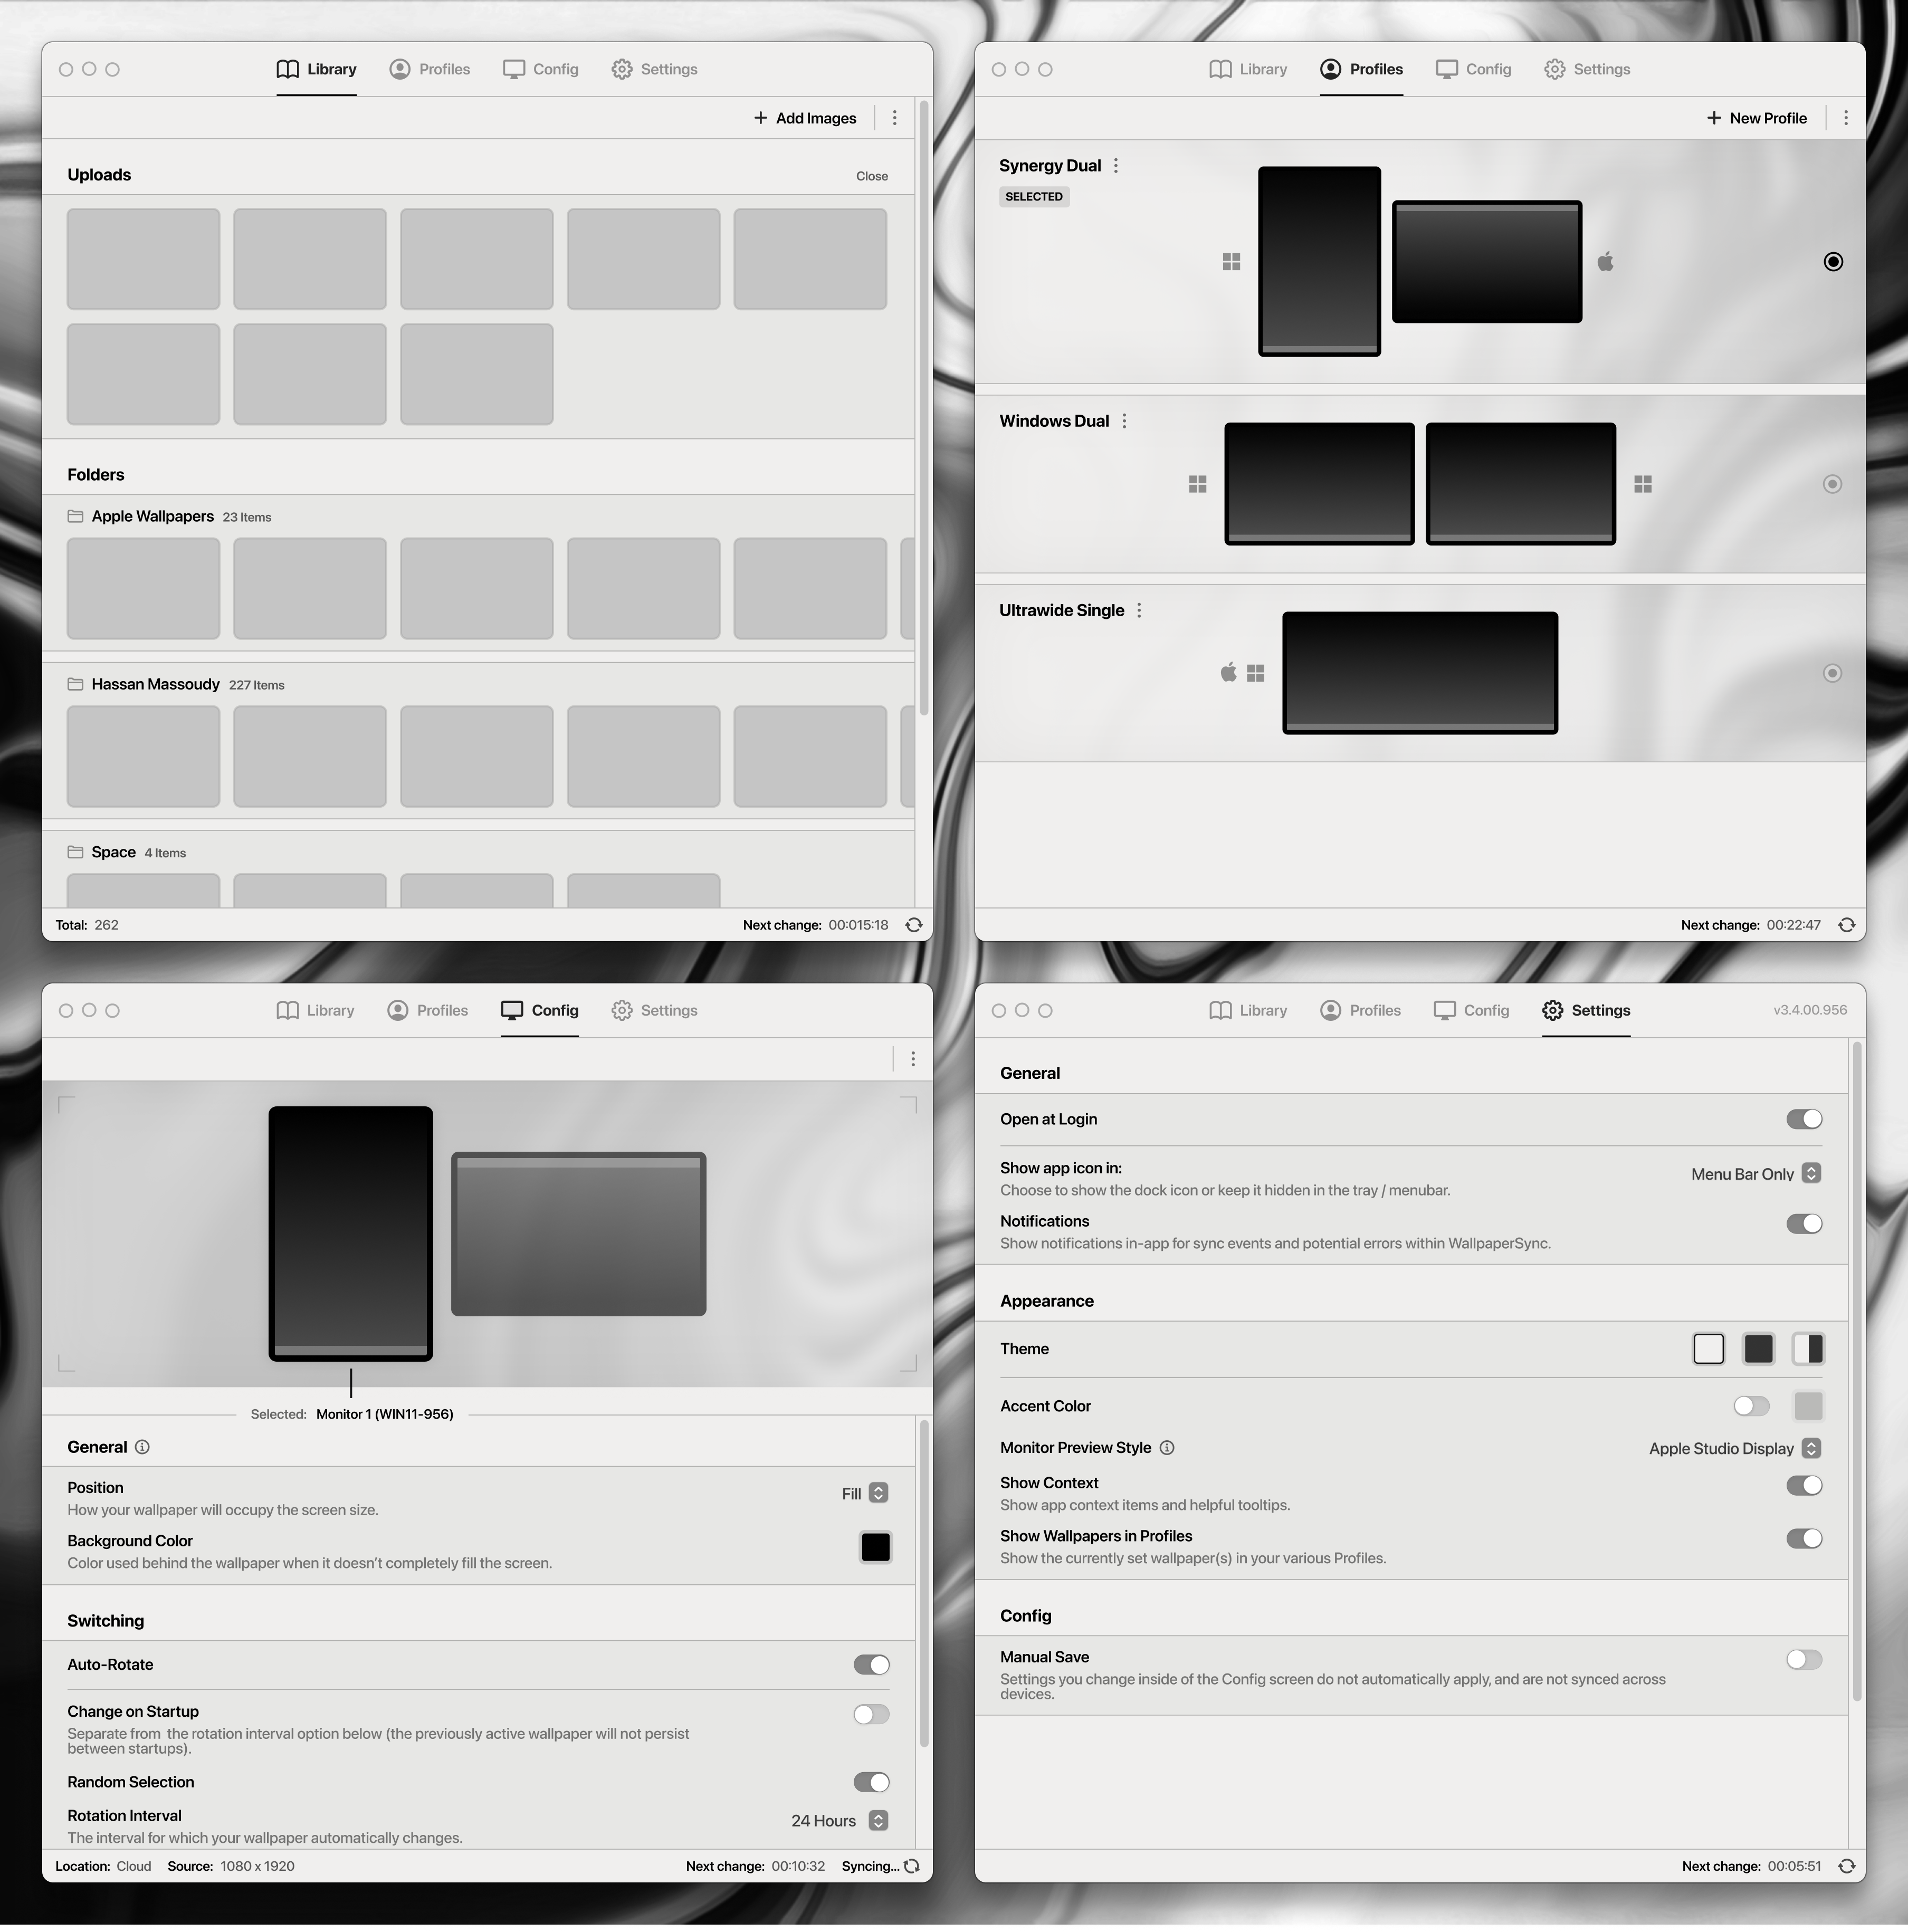 Library
Profiles
Config
Settings
Add Images
Uploads
Close
Folders
Apple Wallpapers 23 Items
Hassan Massoudy 227 Items
Space 4 Items
Total: 262
Next change: 00:015:18
Library
Profiles
Config
Settings
New Profile
Synergy Dual
SELECTED
Windows Dual
Ultrawide Single
Next change: 00:22:47
Library
Profiles
Config
Settings
Selected: Monitor 1 (WIN11-956)
General
Position
How your wallpaper will occupy the screen size.
Fill
Background Color
Color used behind the wallpaper when it doesn't completely fill the screen.
Switching
Auto-Rotate
Change on Startup
Separate from the rotation interval option below (the previously active wallpaper will not persist
between startups).
Random Selection
Rotation Interval
The interval for which your wallpaper automatically changes.
24 Hours
Location: Cloud Source: 1080 x 1920
Next change: 00:10:32 Syncing...
Library
Profiles
Config
Settings
v3.4.00.956
General
Open at Login
Show app icon in:
Choose to show the dock icon or keep it hidden in the tray / menubar.
Menu Bar Only
Notifications
Show notifications in-app for sync events and potential errors within WallpaperSync.
Appearance
Theme
Accent Color
Monitor Preview Style
Apple Studio Display
Show Context
Show app context items and helpful tooltips.
Show Wallpapers in Profiles
Show the currently set wallpaper(s) in your various Profiles.
Config
Manual Save
Settings you change inside of the Config screen do not automatically apply, and are not synced across
devices.
Next change: 00:05:51